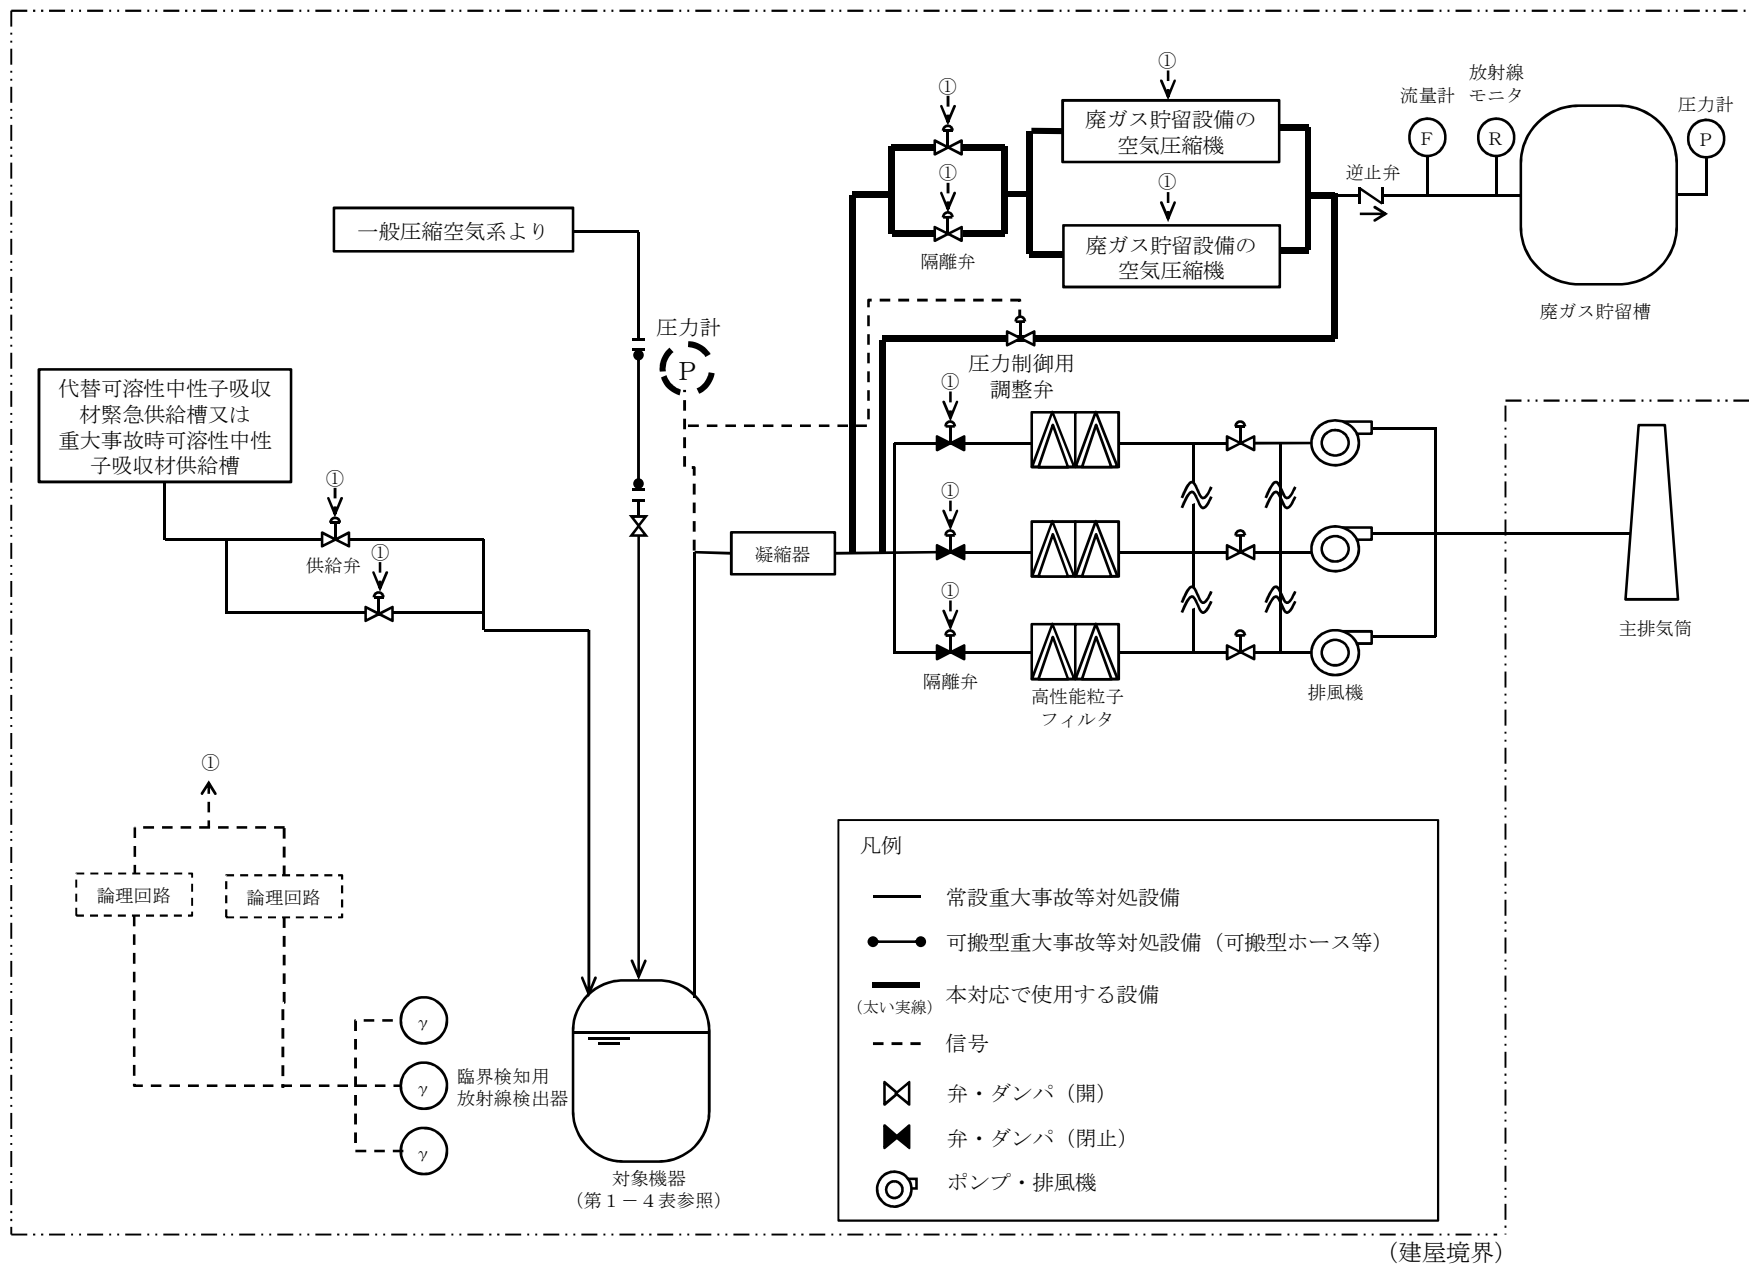 ①
①
廃ガス貯留設備の
空気圧縮機
流量計
F
放射線
モニタ
R
圧力計
P
①
①
廃ガス貯留設備の
空気圧縮機
隔離弁
逆止弁
廃ガス貯留槽
一般圧縮空気系より
圧力計
P
圧力制御用
調整弁
代替可溶性中性子吸収
材緊急供給槽又は
重大事故時可溶性中性
子吸収材供給槽
①
供給弁
①
凝縮器
①
①
①
隔離弁
高性能粒子
フィルタ
排風機
主排気筒
①
論理回路
論理回路
γ
γ
γ
臨界検知用
放射線検出器
対象機器
（第１－４表参照）
凡例
常設重大事故等対処設備
可搬型重大事故等対処設備（可搬型ホース等）
本対応で使用する設備
（太い実線）
信号
弁・ダンパ（開）
弁・ダンパ（閉止）
ポンプ・排風機
（建屋境界）